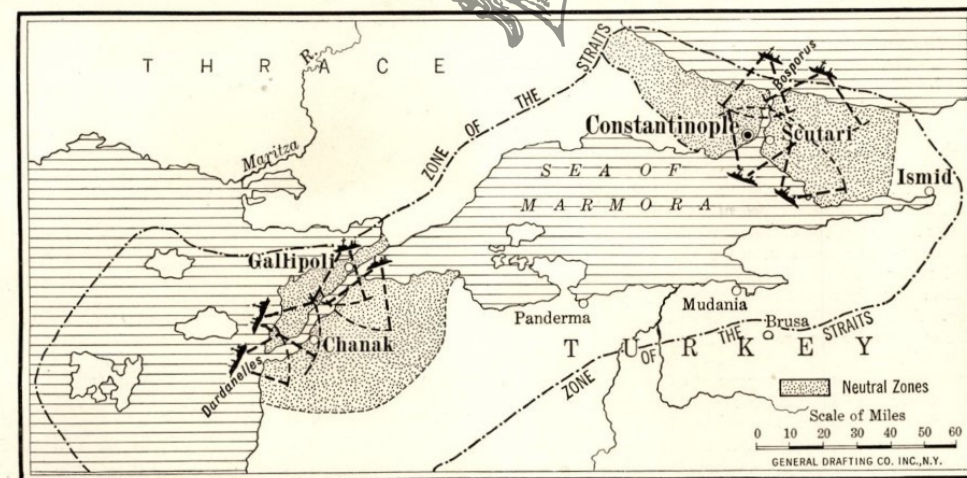 THRACE
R.
Maritza
ZONE OF THE STRAITS
Bosporus
Constantinople
Scutari
Ismid
SEA OF
MARMORA
Gallipoli
Chanak
Dardanelles
Panderma
Mudania
Brusa
TURKEY
ZONE OF THE STRAITS
Neutral Zones
Scale of Miles
0 10 20 30 40 50 60
GENERAL DRAFTING CO. INC., N.Y.